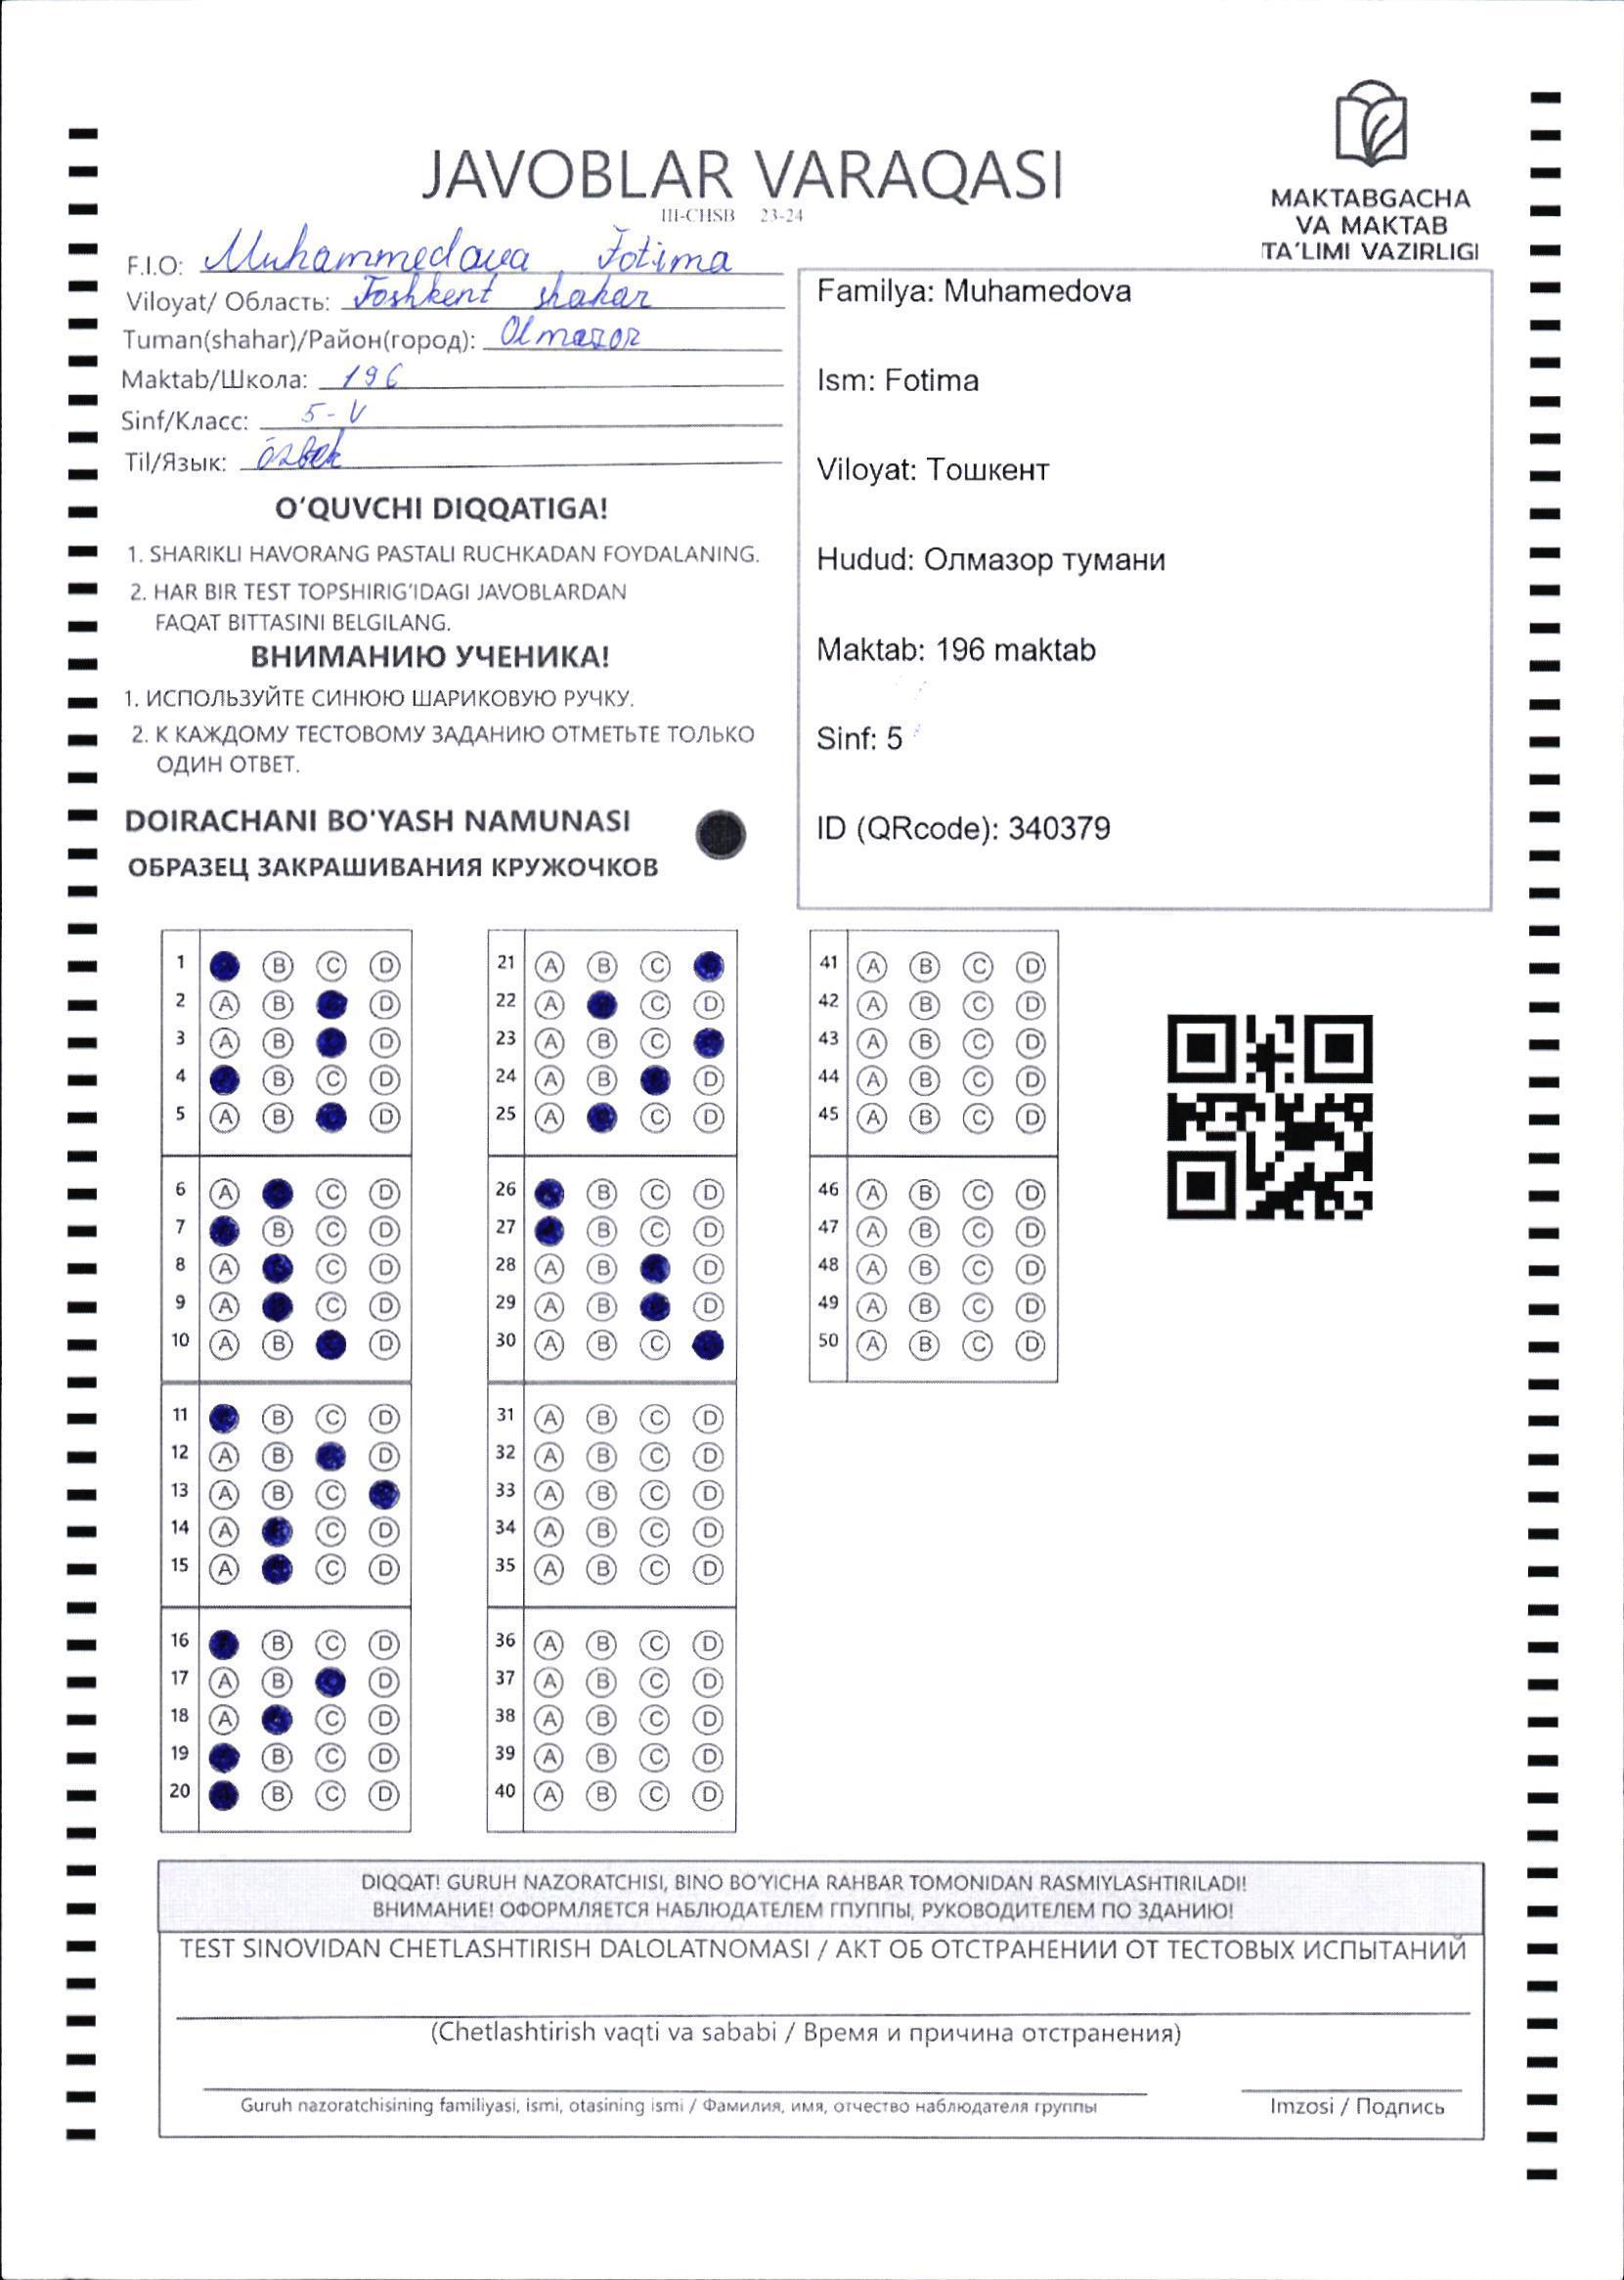 JAVOBLAR VARAQASI
III-CHSB 23-24
MAKTABGACHA
VA MAKTAB
TA'LIMI VAZIRLIGI
F.I.O: Muhammedova Fotima
Viloyat/ Область: Toshkent shahar
Tuman(shahar)/Район(город): Olmazor
Maktab/Школа: 196
Sinf/Класс: 5-V
Til/Язык: özbek
O'QUVCHI DIQQATIGA!
1. SHARIKLI HAVORANG PASTALI RUCHKADAN FOYDALANING.
2. HAR BIR TEST TOPSHIRIG'IDAGI JAVOBLARDAN
FAQAT BITTASINI BELGILANG.
ВНИМАНИЮ УЧЕНИКА!
1. ИСПОЛЬЗУЙТЕ СИНЮЮ ШАРИКОВУЮ РУЧКУ.
2. К КАЖДОМУ ТЕСТОВОМУ ЗАДАНИЮ ОТМЕТЬТЕ ТОЛЬКО
ОДИН ОТВЕТ.
DOIRACHANI BO'YASH NAMUNASI
ОБРАЗЕЦ ЗАКРАШИВАНИЯ КРУЖОЧКОВ
Familya: Muhamedova
Ism: Fotima
Viloyat: Тошкент
Hudud: Олмазор тумани
Maktab: 196 maktab
Sinf: 5
ID (QRcode): 340379
1 B C D
2 A B D
3 A B D
4 B C D
5 A B D
6 A C D
7 B C D
8 A C D
9 A C D
10 A B D
11 B C D
12 A B D
13 A B C
14 A C D
15 A C D
16 B C D
17 A B D
18 A C D
19 B C D
20 B C D
21 A B C
22 A C D
23 A B C
24 A B D
25 A C D
26 B C D
27 B C D
28 A B D
29 A B D
30 A B C
31 A B C D
32 A B C D
33 A B C D
34 A B C D
35 A B C D
36 A B C D
37 A B C D
38 A B C D
39 A B C D
40 A B C D
41 A B C D
42 A B C D
43 A B C D
44 A B C D
45 A B C D
46 A B C D
47 A B C D
48 A B C D
49 A B C D
50 A B C D
DIQQAT! GURUH NAZORATCHISI, BINO BO'YICHA RAHBAR TOMONIDAN RASMIYLASHTIRILADI!
ВНИМАНИЕ! ОФОРМЛЯЕТСЯ НАБЛЮДАТЕЛЕМ ГПУППЫ, РУКОВОДИТЕЛЕМ ПО ЗДАНИЮ!
TEST SINOVIDAN CHETLASHTIRISH DALOLATNOMASI / АКТ ОБ ОТСТРАНЕНИИ ОТ ТЕСТОВЫХ ИСПЫТАНИЙ
(Chetlashtirish vaqti va sababi / Время и причина отстранения)
Guruh nazoratchisining familiyasi, ismi, otasining ismi / Фамилия, имя, отчество наблюдателя группы
Imzosi / Подпись